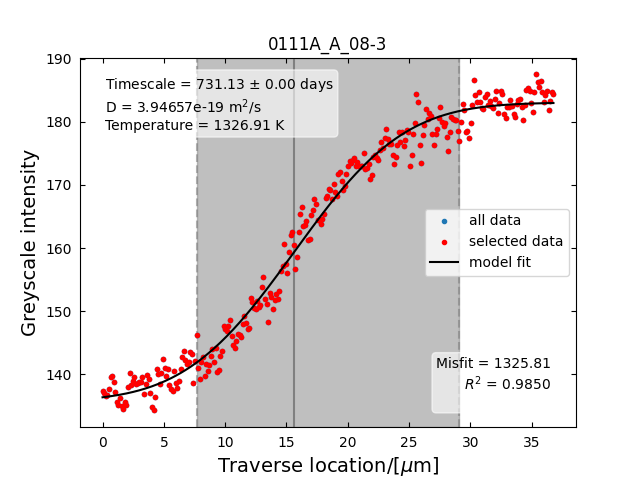 0111A_A_08-3
Timescale = 731.13 ± 0.00 days
D = 3.94657e-19 m²/s
Temperature = 1326.91 K
190
180
170
160
150
140
Greyscale intensity
all data
selected data
model fit
Misfit = 1325.81
R² = 0.9850
0 5 10 15 20 25 30 35
Traverse location/[μm]